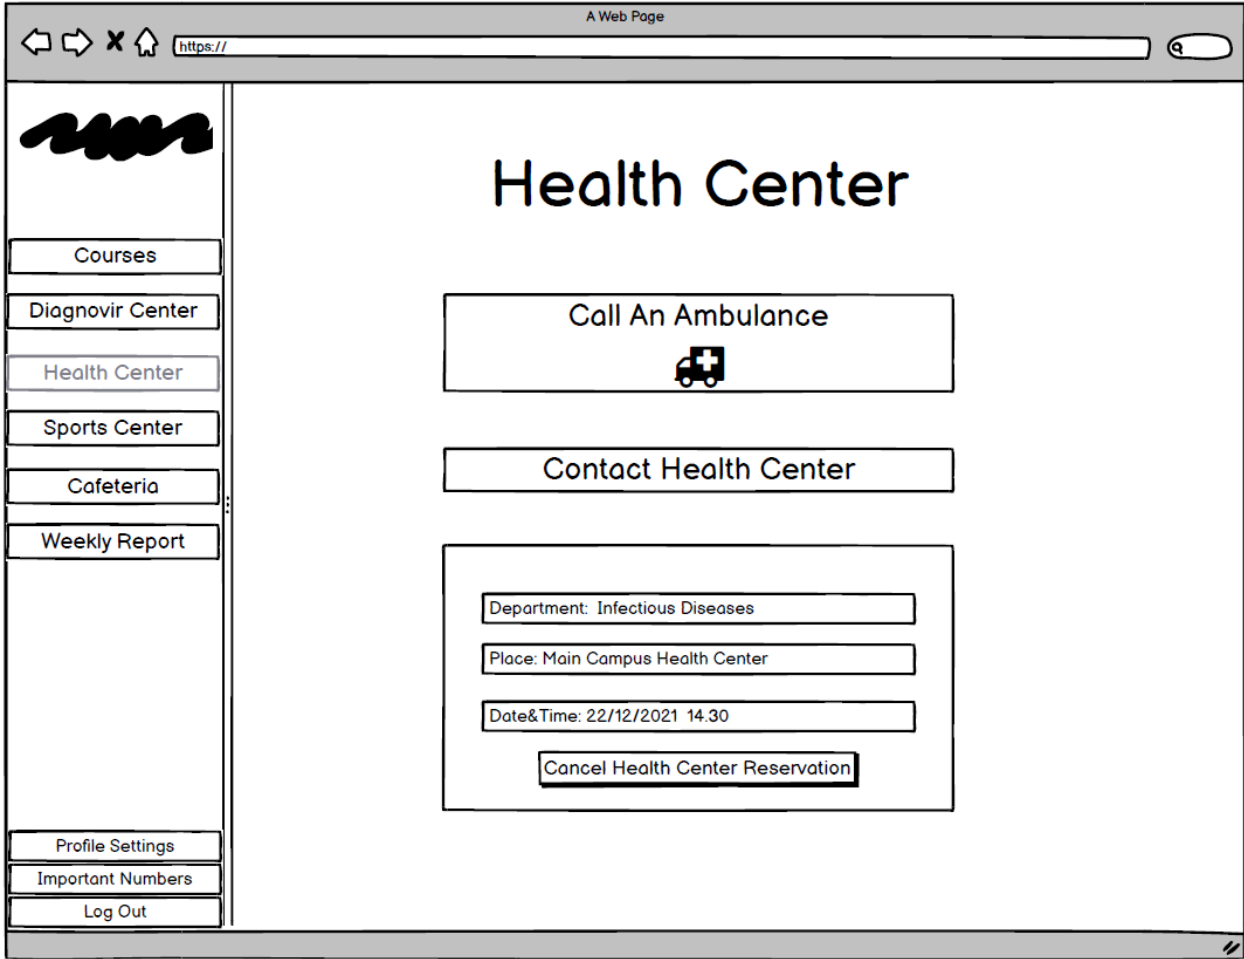 A Web Page
https://
Courses
Diagnovir Center
Health Center
Sports Center
Cafeteria
Weekly Report
Profile Settings
Important Numbers
Log Out
Health Center
Call An Ambulance
Contact Health Center
Department:  Infectious Diseases
Place: Main Campus Health Center
Date&Time: 22/12/2021  14.30
Cancel Health Center Reservation